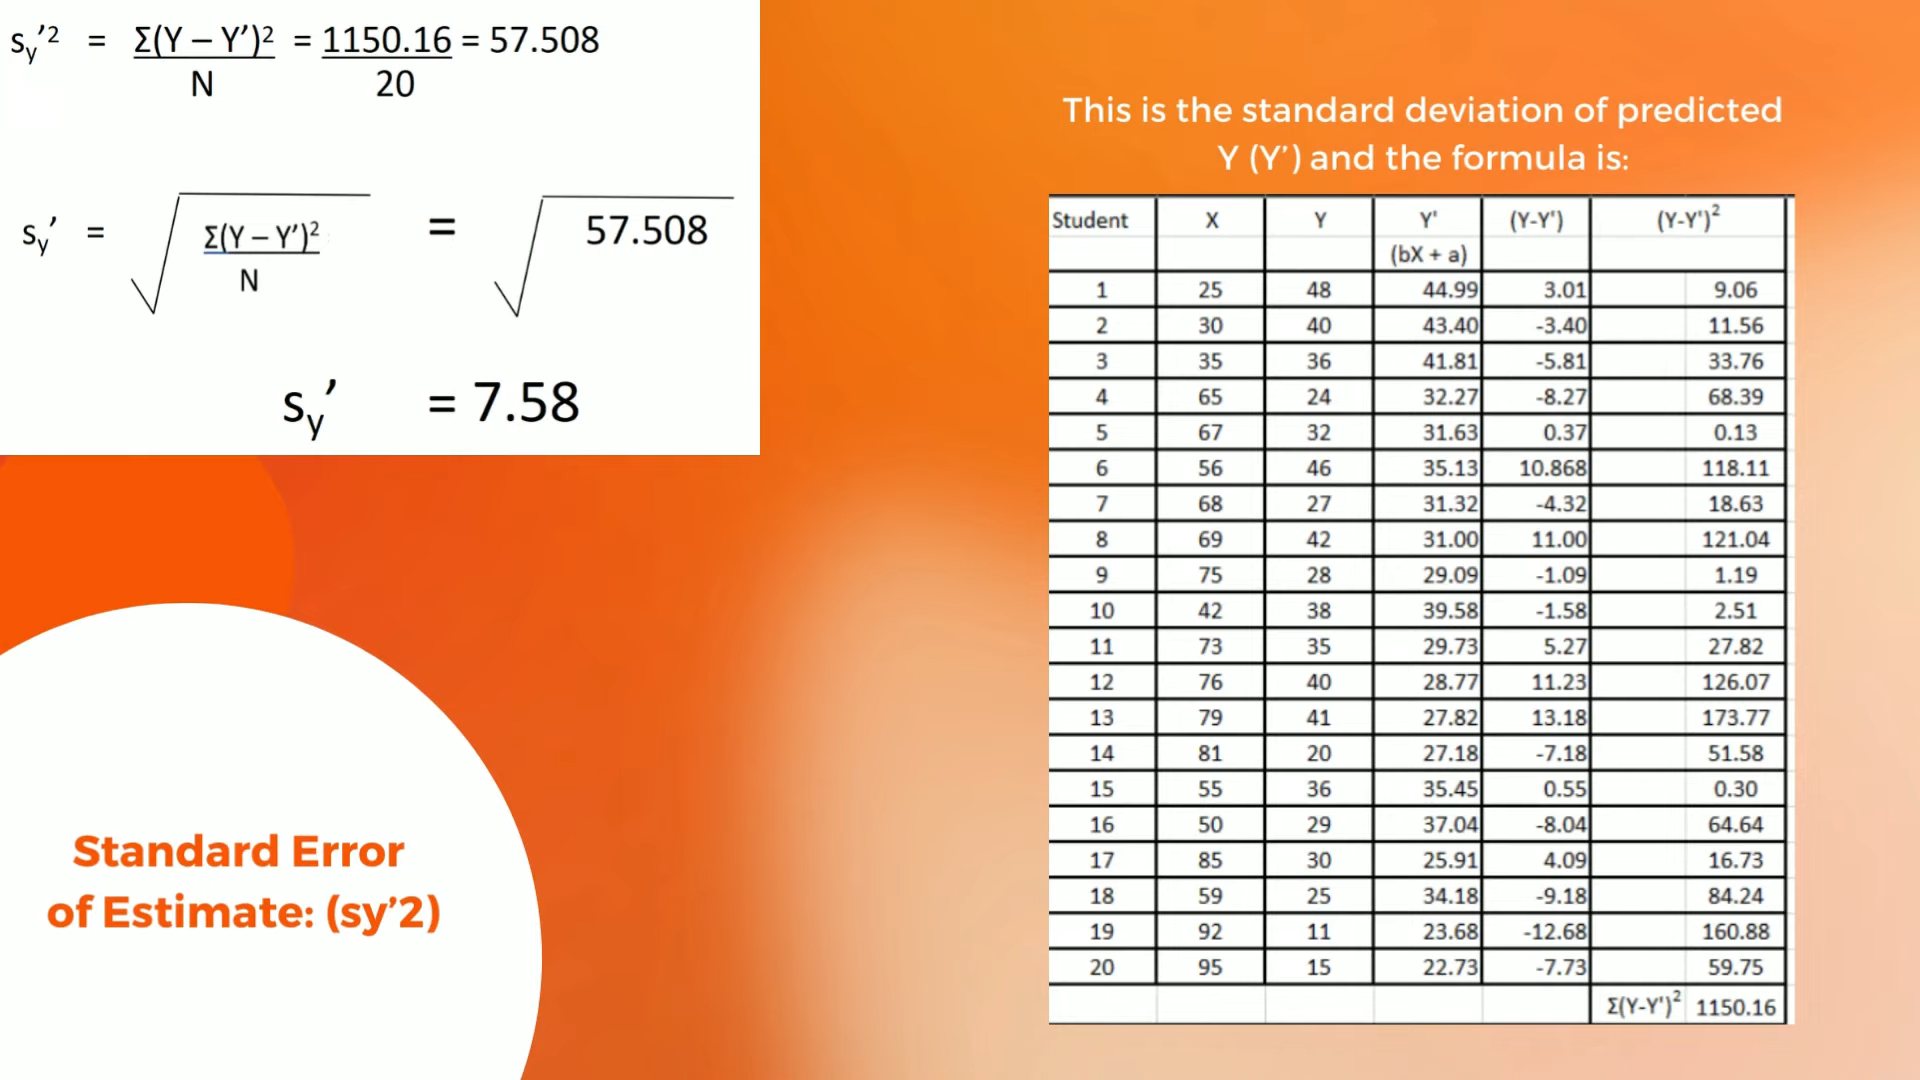 sy′2 = Σ(Y – Y’)2 = 1150.16 = 57.508
N 20
sy′ = √ Σ(Y – Y’)2 = √ 57.508
N
sy′ = 7.58
Standard Error
of Estimate: (sy’2)
This is the standard deviation of predicted
Y (Y’) and the formula is:
Student X Y Y' (Y-Y') (Y-Y')2
(bX + a)
1 25 48 44.99 3.01 9.06
2 30 40 43.40 -3.40 11.56
3 35 36 41.81 -5.81 33.76
4 65 24 32.27 -8.27 68.39
5 67 32 31.63 0.37 0.13
6 56 46 35.13 10.868 118.11
7 68 27 31.32 -4.32 18.63
8 69 42 31.00 11.00 121.04
9 75 28 29.09 -1.09 1.19
10 42 38 39.58 -1.58 2.51
11 73 35 29.73 5.27 27.82
12 76 40 28.77 11.23 126.07
13 79 41 27.82 13.18 173.77
14 81 20 27.18 -7.18 51.58
15 55 36 35.45 0.55 0.30
16 50 29 37.04 -8.04 64.64
17 85 30 25.91 4.09 16.73
18 59 25 34.18 -9.18 84.24
19 92 11 23.68 -12.68 160.88
20 95 15 22.73 -7.73 59.75
Σ(Y-Y')2 1150.16